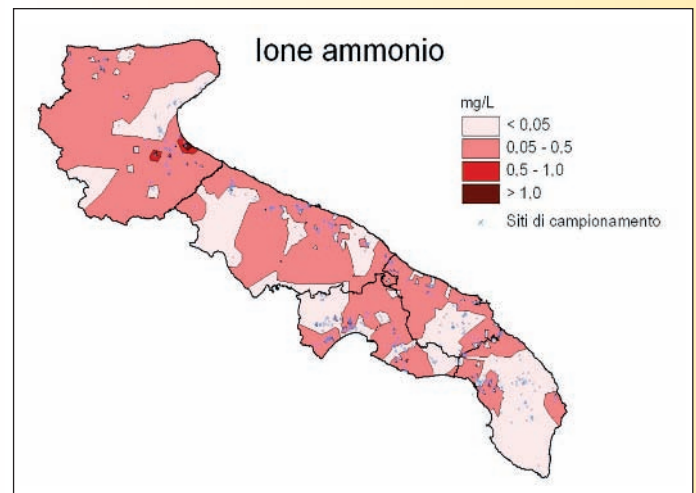 Ione ammonio
mg/L
< 0.05
0.05 - 0.5
0.5 - 1.0
> 1.0
Siti di campionamento